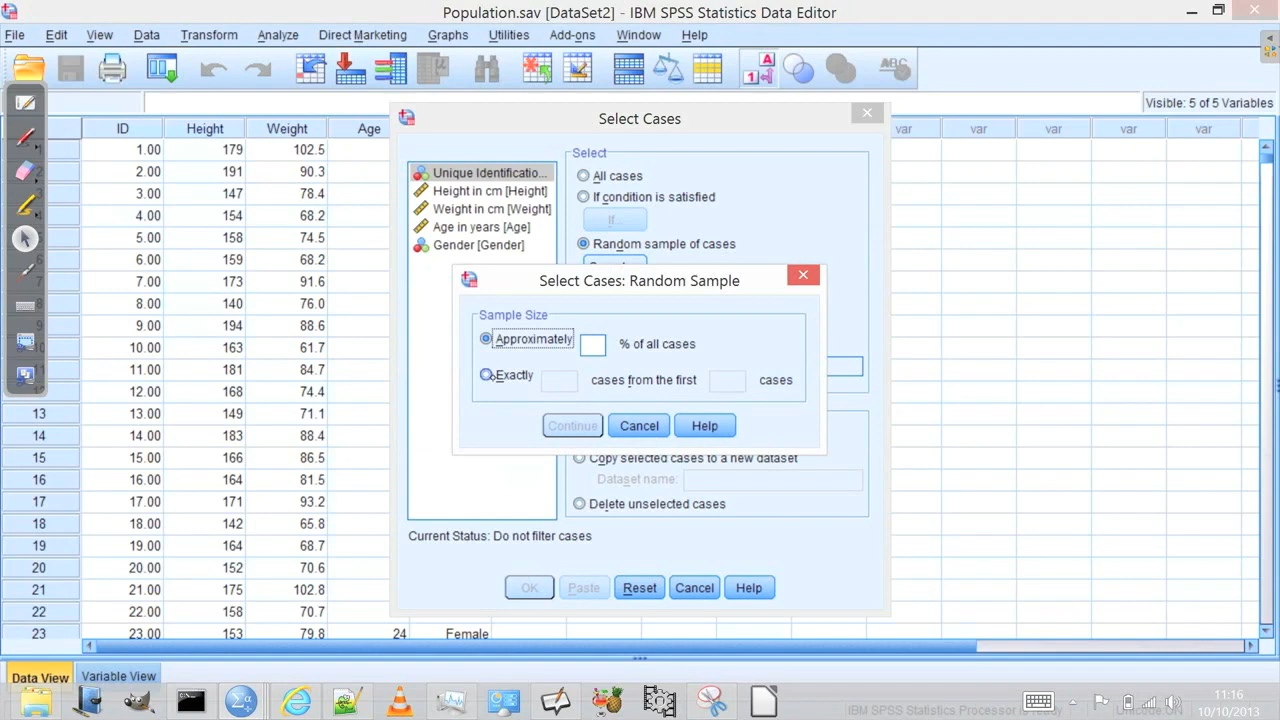 Population.sav [DataSet2] - IBM SPSS Statistics Data Editor
File Edit View Data Transform Analyze Direct Marketing Graphs Utilities Add-ons Window Help
Visible: 5 of 5 Variables
ID Height Weight Age var var var var var
1 1.00 179 102.5
2.00 191 90.3
3.00 147 78.4
4.00 154 68.2
5.00 158 74.5
6.00 159 68.2
7.00 173 91.6
8.00 140 76.0
9.00 194 88.6
10.00 163 61.7
11.00 181 84.7
12.00 168 74.4
13 13.00 149 71.1
14 14.00 183 88.4
15 15.00 166 86.5
16 16.00 164 81.5
17 17.00 171 93.2
18 18.00 142 65.8
19 19.00 164 68.7
20 20.00 152 70.6
21 21.00 175 102.8
22 22.00 158 70.7
23 23.00 153 79.8 24 Female
Select Cases
Unique Identificatio...
Height in cm [Height]
Weight in cm [Weight]
Age in years [Age]
Gender [Gender]
Select
All cases
If condition is satisfied
If...
Random sample of cases
Select Cases: Random Sample
Sample Size
Approximately % of all cases
Exactly cases from the first cases
Continue Cancel Help
Copy selected cases to a new dataset
Dataset name:
Delete unselected cases
Current Status: Do not filter cases
OK Paste Reset Cancel Help
Data View Variable View
IBM SPSS Statistics Processor is ready
11:16
10/10/2013